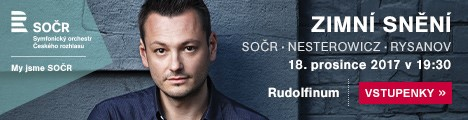 SOČR
Symfonický orchestr
Českého rozhlasu
My jsme SOČR
ZIMNÍ SNĚNÍ
SOČR · NESTEROWICZ · RYSANOV
18. prosince 2017 v 19:30
Rudolfinum
VSTUPENKY »